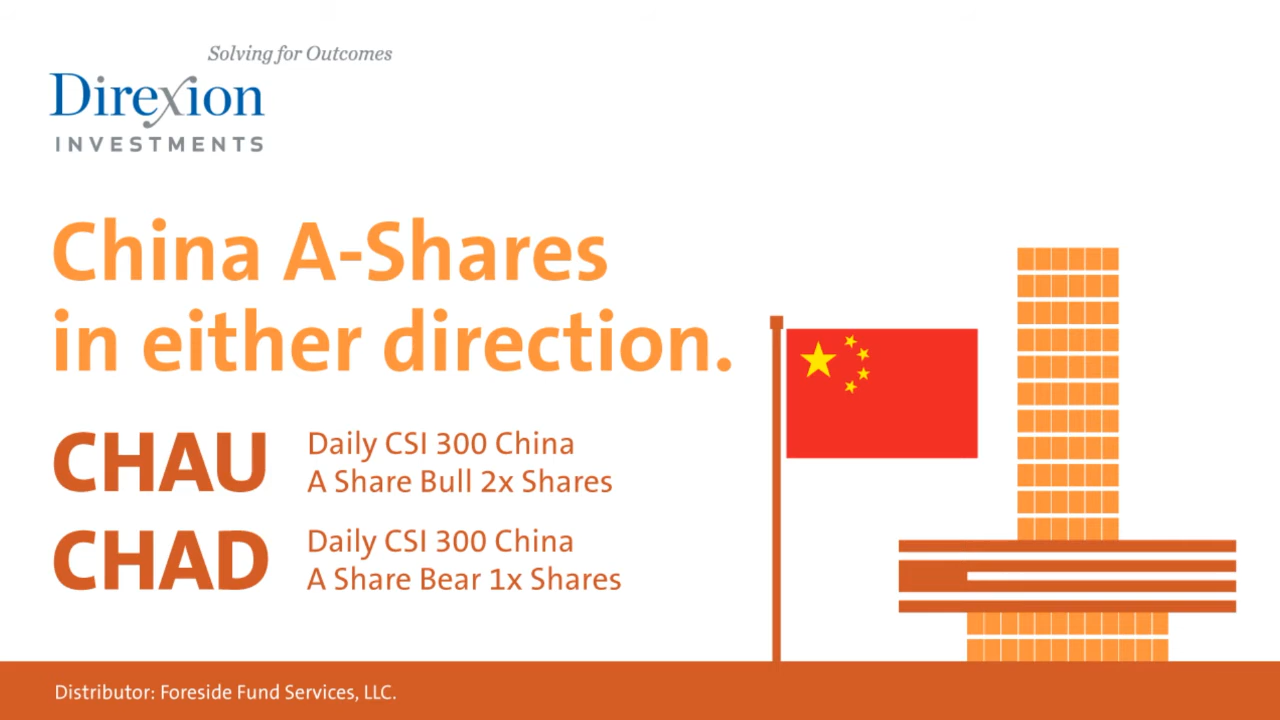 Solving for Outcomes
Direxion
INVESTMENTS
China A-Shares
in either direction.
CHAU
Daily CSI 300 China
A Share Bull 2x Shares
CHAD
Daily CSI 300 China
A Share Bear 1x Shares
Distributor: Foreside Fund Services, LLC.